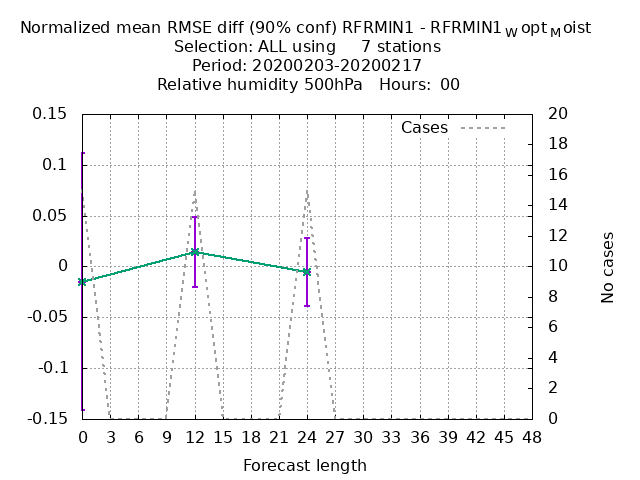 Normalized mean RMSE diff (90% conf) RFRMIN1 - RFRMIN1WoptMoist
Selection: ALL using 7 stations
Period: 20200203-20200217
Relative humidity 500hPa Hours: 00
Cases
0.15
0.1
0.05
0
-0.05
-0.1
-0.15
20
18
16
14
12
10
8
6
4
2
0
No cases
0 3 6 9 12 15 18 21 24 27 30 33 36 39 42 45 48
Forecast length